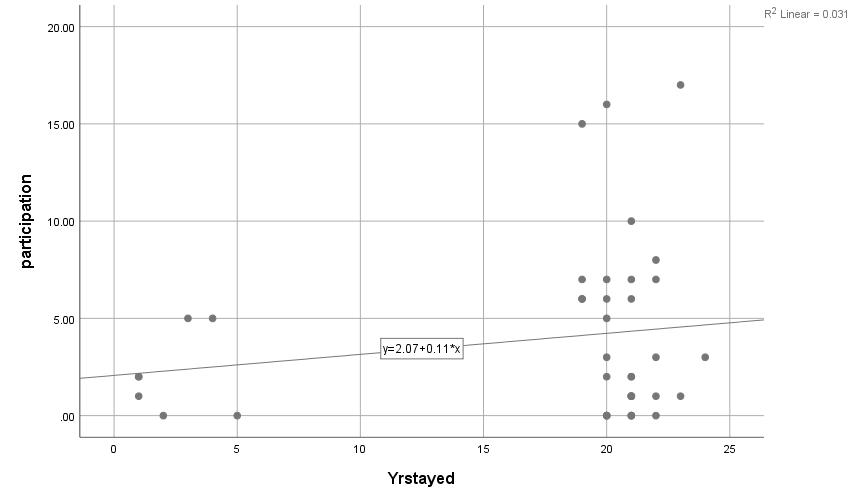 R2 Linear = 0.031
20.00
15.00
10.00
5.00
.00
participation
y=2.07+0.11*x
0 5 10 15 20 25
Yrstayed